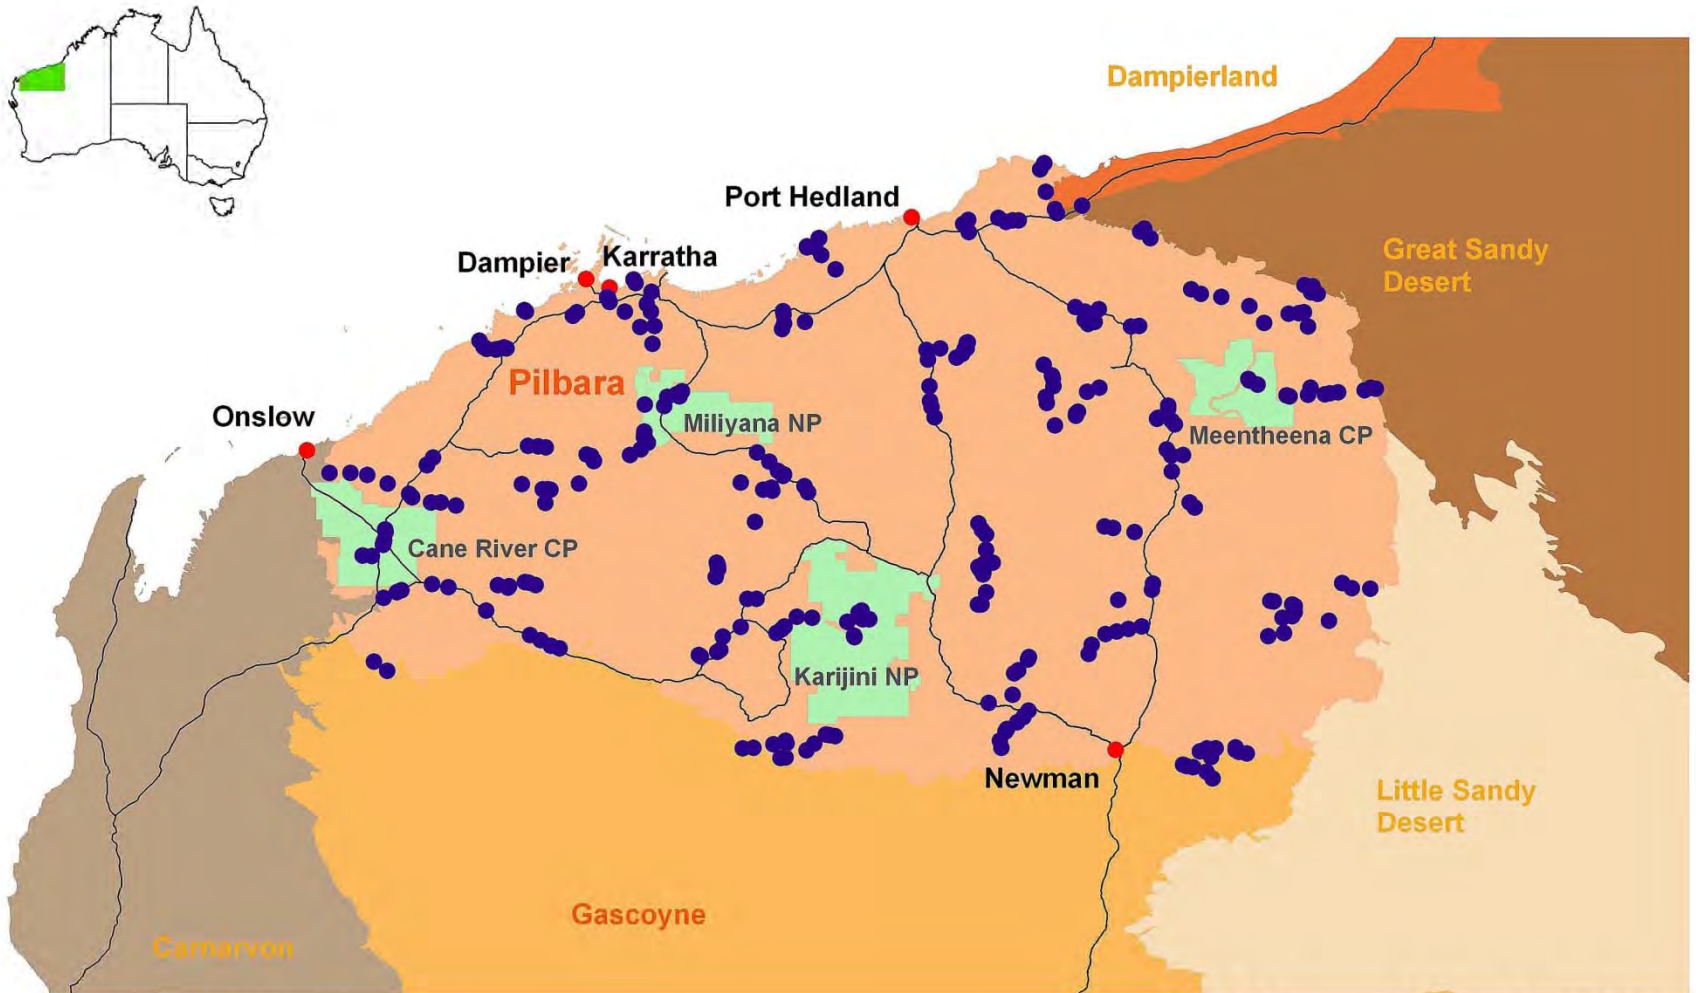 Dampierland
Port Hedland
Dampier
Karratha
Great Sandy
Desert
Pilbara
Onslow
Miliyana NP
Meentheena CP
Cane River CP
Karijini NP
Newman
Little Sandy
Desert
Gascoyne
Carnarvon